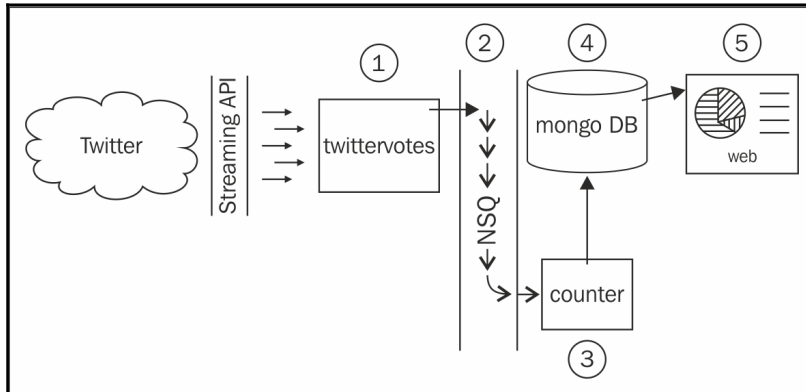 1
2
4
5
Twitter
Streaming API
twittervotes
NSQ
mongo DB
web
counter
3